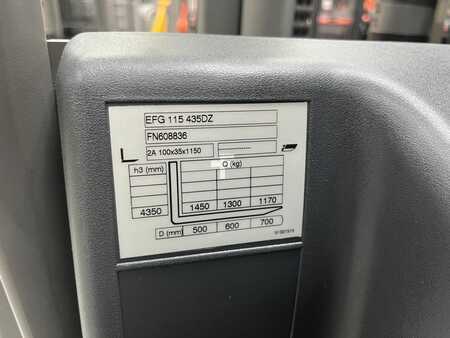 EFG 115 435DZ
FN608836
2A 100x35x1150 --------
h3 (mm) Q (kg)
4350 1450 1300 1170
D (mm) 500 600 700